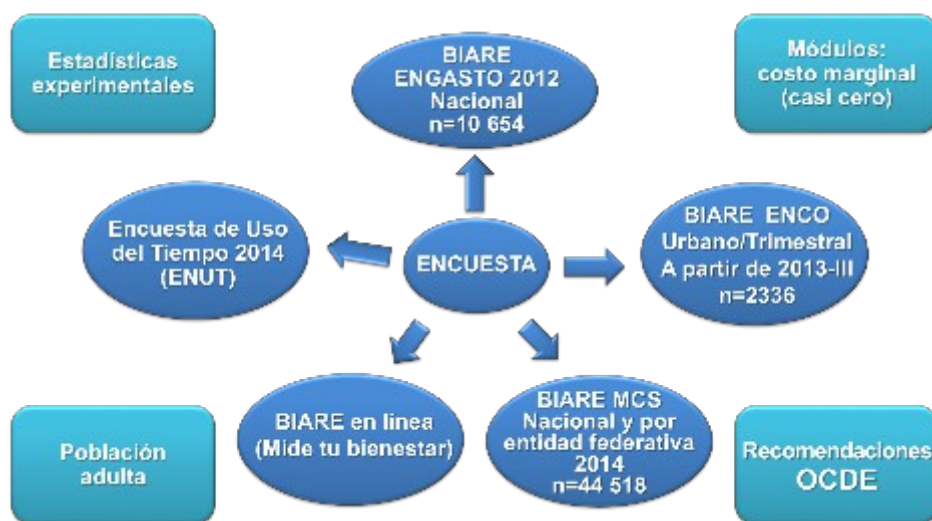 Estadísticas
experimentales
BIARE
ENGASTO 2012
Nacional
n=10 654
Módulos:
costo marginal
(casi cero)
Encuesta de Uso
del Tiempo 2014
(ENUT)
ENCUESTA
BIARE ENCO
Urbano/Trimestral
A partir de 2013-III
n=2336
Población
adulta
BIARE en línea
(Mide tu bienestar)
BIARE MCS
Nacional y por
entidad federativa
2014
n=44 518
Recomendaciones
OCDE